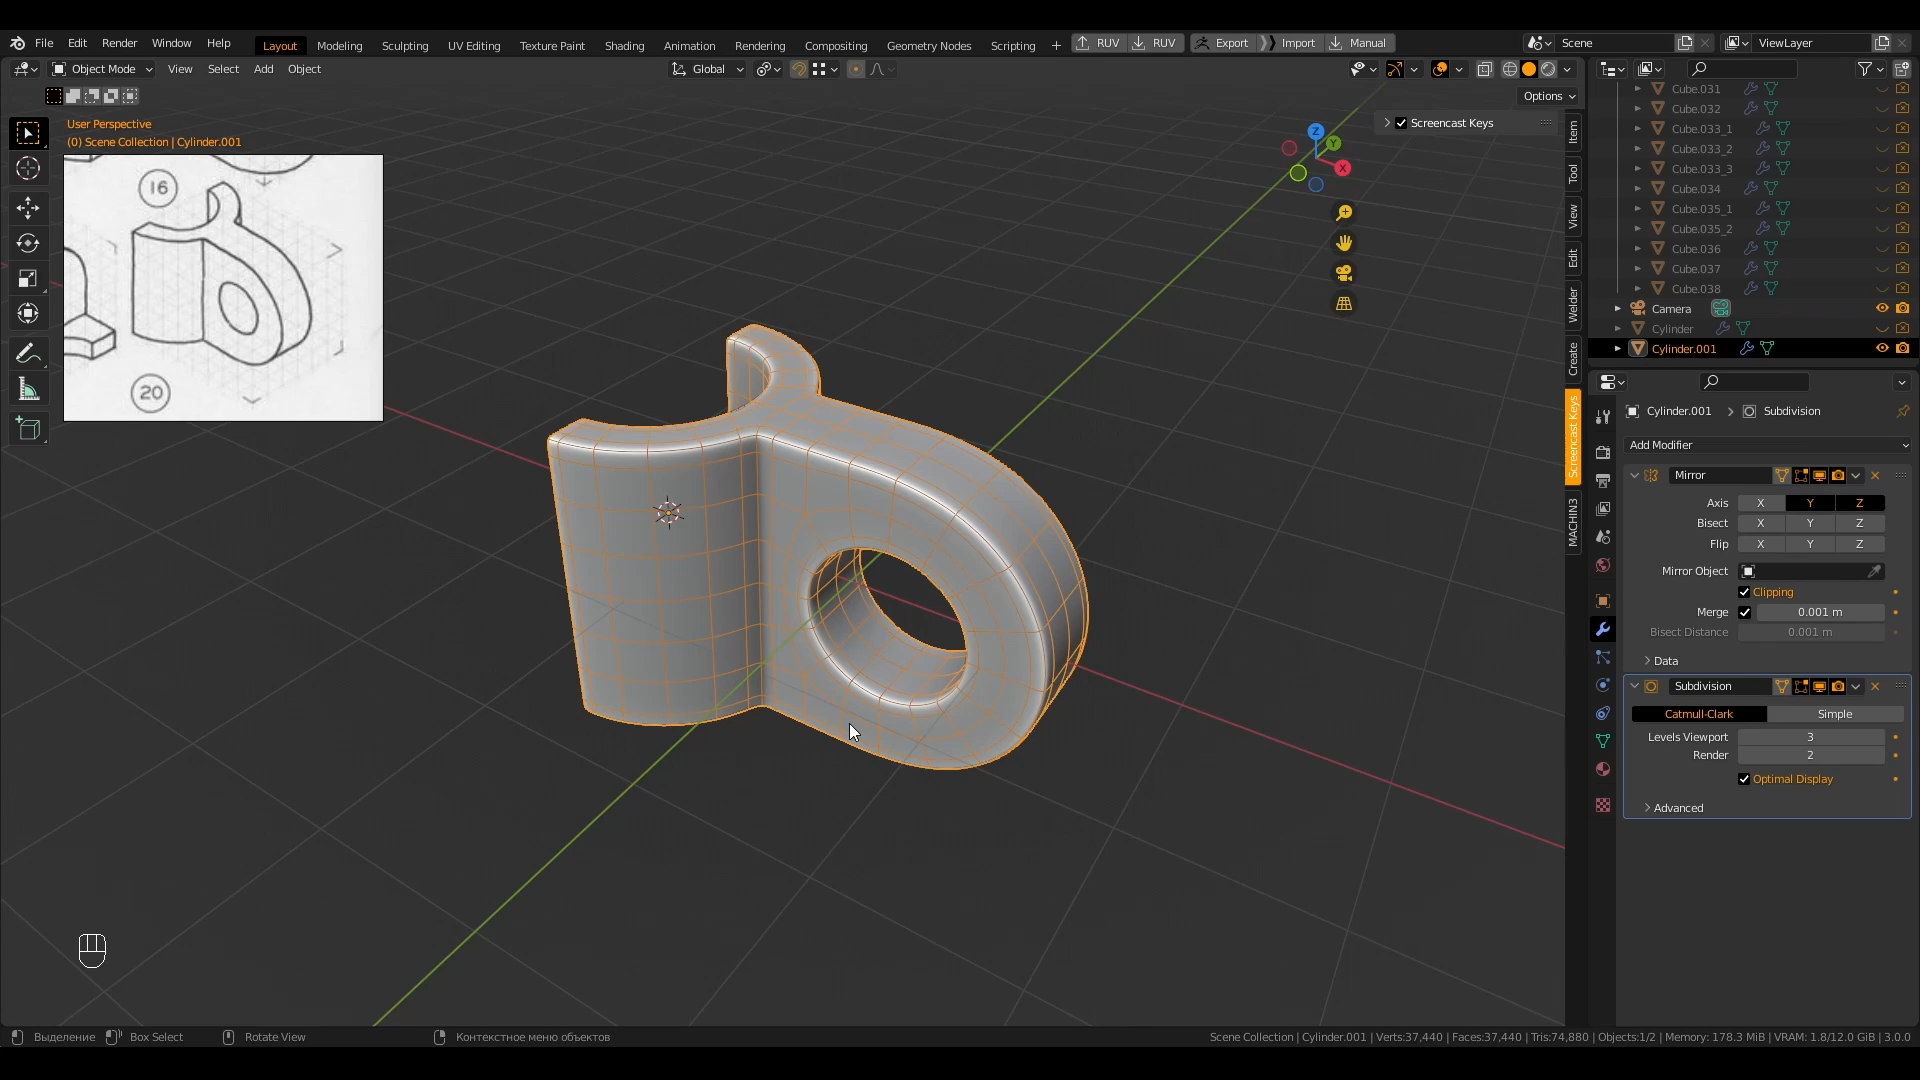 File Edit Render Window Help Layout Modeling Sculpting UV Editing Texture Paint Shading Animation Rendering Compositing Geometry Nodes Scripting + RUV RUV Export Import Manual Scene ViewLayer
Object Mode View Select Add Object Global
Options
User Perspective
(0) Scene Collection | Cylinder.001
Screencast Keys
Z
Y
X
16
20
Item
Tool
View
Edit
Welder
Create
Screencast Keys
MACHIN3
Cube.031
Cube.032
Cube.033_1
Cube.033_2
Cube.033_3
Cube.034
Cube.035_1
Cube.035_2
Cube.036
Cube.037
Cube.038
Camera
Cylinder
Cylinder.001
Cylinder.001 Subdivision
Add Modifier
Mirror
Axis X Y Z
Bisect X Y Z
Flip X Y Z
Mirror Object
Clipping
Merge 0.001 m
Bisect Distance 0.001 m
Data
Subdivision
Catmull-Clark Simple
Levels Viewport 3
Render 2
Optimal Display
Advanced
Выделение Box Select Rotate View Контекстное меню объектов Scene Collection | Cylinder.001 | Verts:37,440 | Faces:37,440 | Tris:74,880 | Objects:1/2 | Memory: 178.3 MiB | VRAM: 1.8/12.0 GiB | 3.0.0